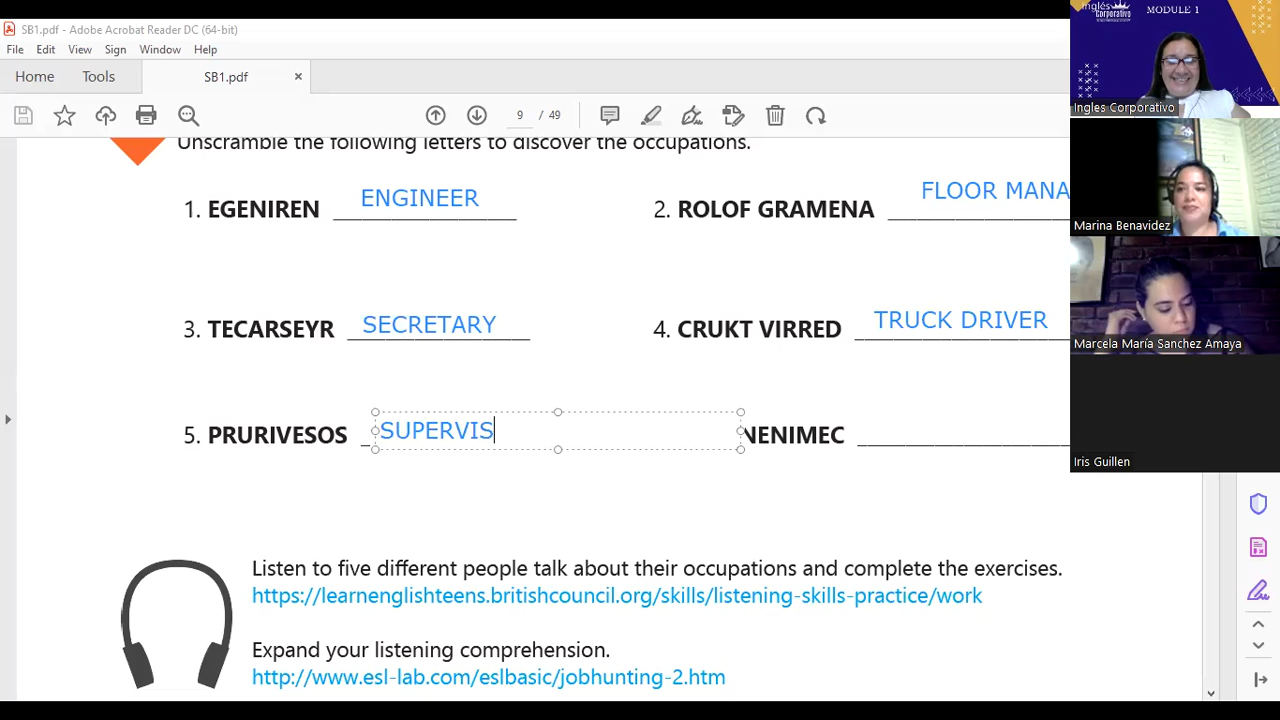 SB1.pdf - Adobe Acrobat Reader DC (64-bit)
File Edit View Sign Window Help
Home Tools SB1.pdf ×
9 / 49
Unscramble the following letters to discover the occupations.
1. EGENIREN ENGINEER 2. ROLOF GRAMENA FLOOR MANA
3. TECARSEYR SECRETARY 4. CRUKT VIRRED TRUCK DRIVER
5. PRURIVESOS SUPERVIS NENIMEC
Listen to five different people talk about their occupations and complete the exercises.
https://learnenglishteens.britishcouncil.org/skills/listening-skills-practice/work
Expand your listening comprehension.
http://www.esl-lab.com/eslbasic/jobhunting-2.htm
Inglés
corporativo
MODULE 1
Ingles Corporativo
Marina Benavidez
Marcela María Sanchez Amaya
Iris Guillen